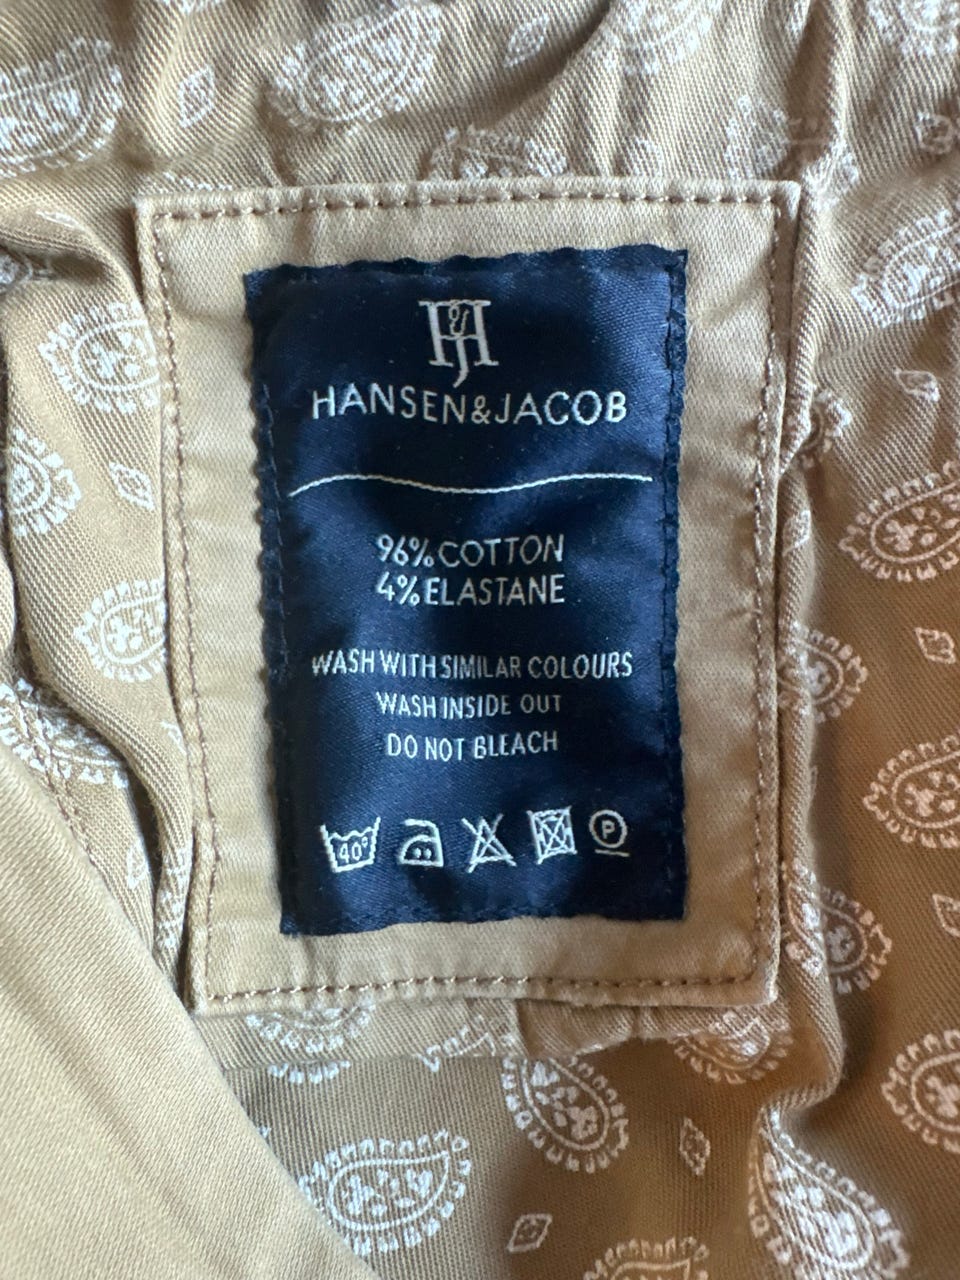 H&J
HANSEN&JACOB
96% COTTON
4% ELASTANE
WASH WITH SIMILAR COLOURS
WASH INSIDE OUT
DO NOT BLEACH
40° P